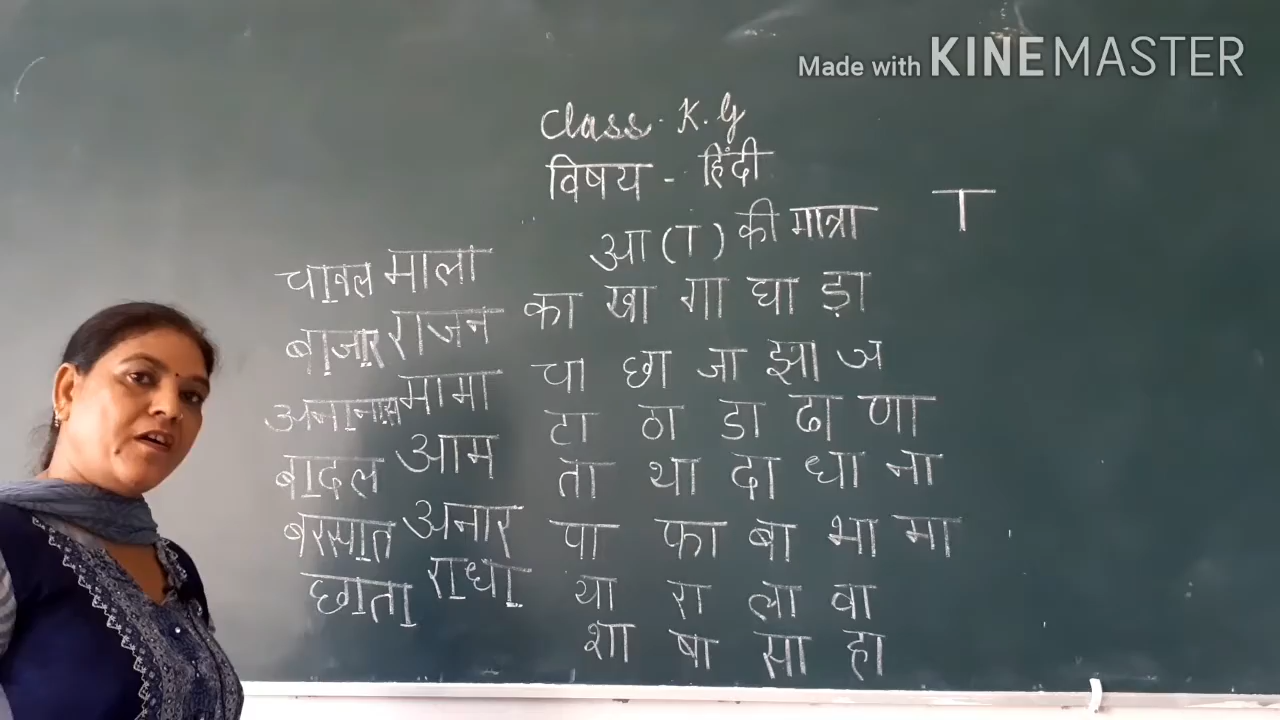 Made with KINEMASTER
Class. K.G
विषय - हिंदी
आ (ा) की मात्रा ा
चावल माला
बाजार राजन
अनानास मामा
बादल आम
बरसात अनार
छाता राधा
का खा गा घा ड़ा
चा छा जा झा ञ
टा ठा डा ढा णा
ता था दा धा ना
पा फा बा भा मा
या रा ला वा
शा षा सा हा